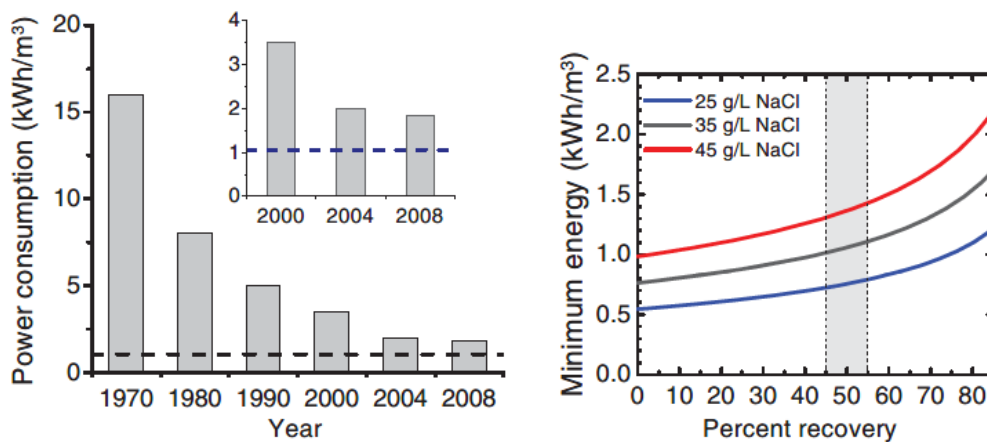 Power consumption (kWh/m³)
20
15
10
5
0
1970 1980 1990 2000 2004 2008
Year
4
3
2
1
0
2000 2004 2008
Minimum energy (kWh/m³)
2.5
2.0
1.5
1.0
0.5
0.0
25 g/L NaCl
35 g/L NaCl
45 g/L NaCl
0 10 20 30 40 50 60 70 80
Percent recovery